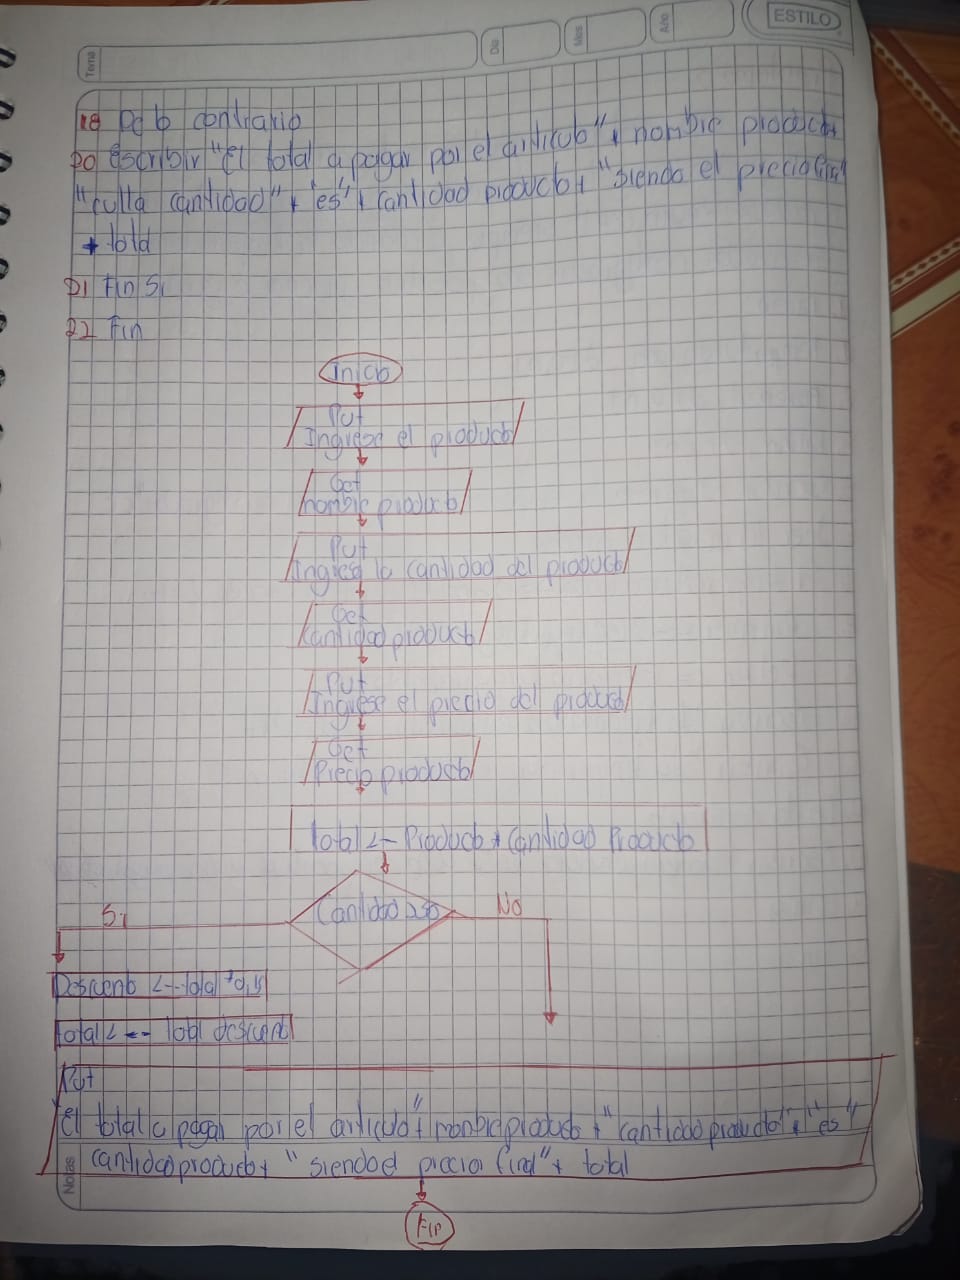 ESTILO
Tema
Dia
Mes
Año
18 De lo contrario
20 escribir "El total a pagar por el articulo" + nombre producto +
"culla cantidad" + "es" + cantidad producto + "siendo el precio final"
+ total
21 Fin Si
22 Fin
Inicio
Put
Ingrese el producto
Get
nombre producto
Put
Ingrese la cantidad del producto
Get
Cantidad producto
Put
Ingrese el precio del producto
Get
Precio producto
total <- Producto * Cantidad Producto
Cantidad ≥50
Si
No
Descuento <-- total * 0,15
total <-- total descuento
Put
El total a pagar por el articulo" + nombre producto + "cantidad producto" + "es"
cantidad producto + "siendo el precio final" + total
Notas
Fin